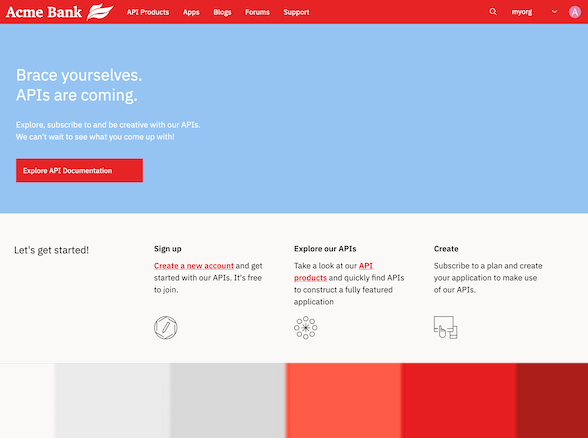 Acme Bank
API Products Apps Blogs Forums Support myorg A
Brace yourselves.
APIs are coming.
Explore, subscribe to and be creative with our APIs.
We can't wait to see what you come up with!
Explore API Documentation
Let's get started!
Sign up
Create a new account and get
started with our APIs. It's free
to join.
Explore our APIs
Take a look at our API
products and quickly find APIs
to construct a fully featured
application
Create
Subscribe to a plan and create
your application to make use
of our APIs.